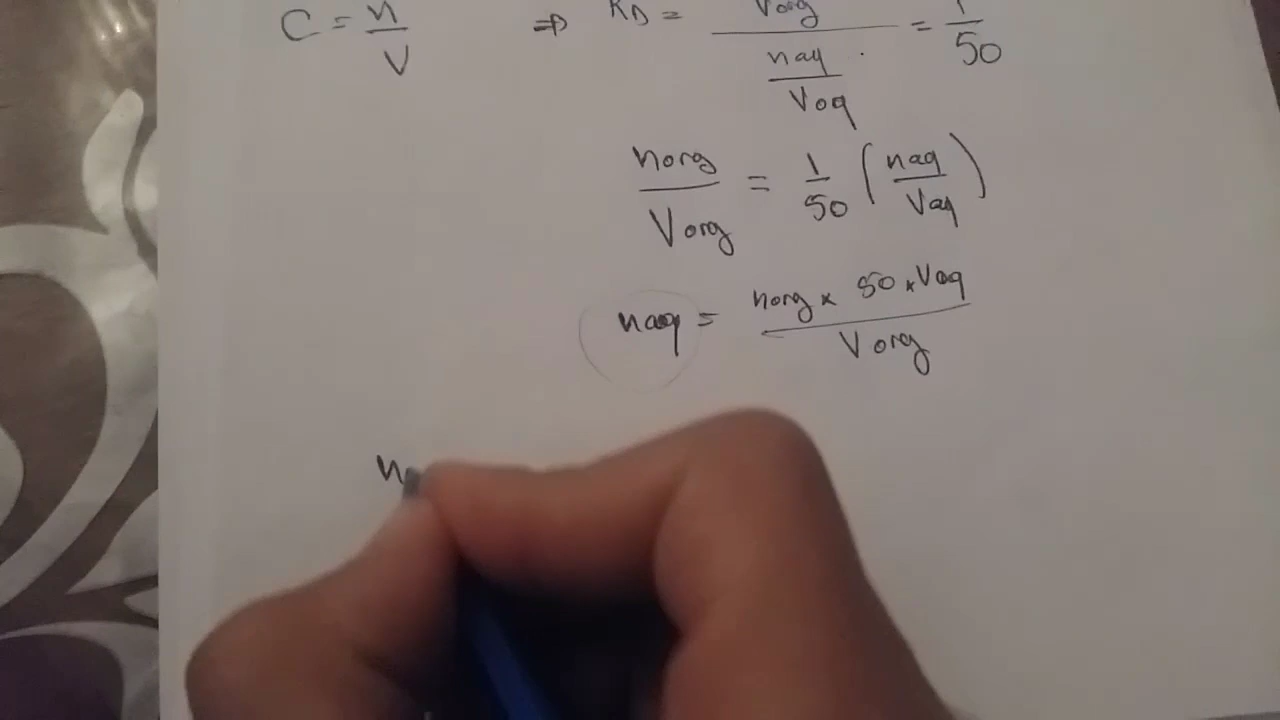 C = n/V ⇒ KD = Vorg / (naq/Vaq) = 1/50
norg/Vorg = 1/50 (naq/Vaq)
naq = norg x 50 x Vaq / Vorg
n